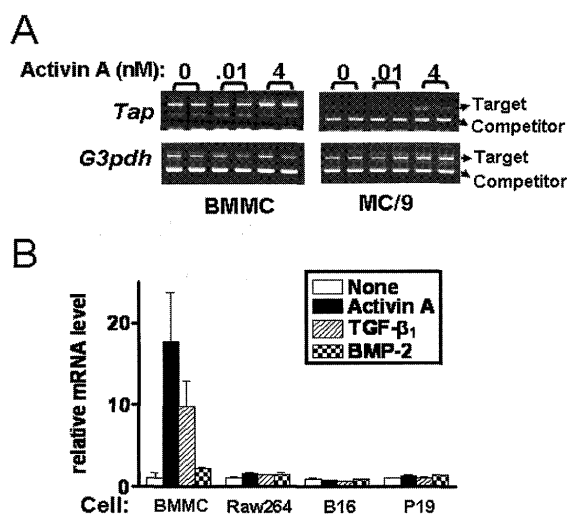 A
Activin A (nM): 0 .01 4 0 .01 4
Tap
Target
Competitor
G3pdh
Target
Competitor
BMMC MC/9
B
relative mRNA level
20
10
0
None
Activin A
TGF-β₁
BMP-2
Cell: BMMC Raw264 B16 P19